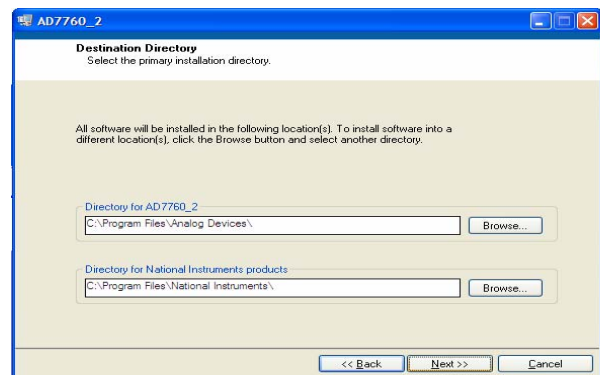 AD7760_2
Destination Directory
Select the primary installation directory.
All software will be installed in the following location(s). To install software into a
different location(s), click the Browse button and select another directory.
Directory for AD7760_2
C:\Program Files\Analog Devices\
Browse...
Directory for National Instruments products
C:\Program Files\National Instruments\
Browse...
<< Back
Next >>
Cancel